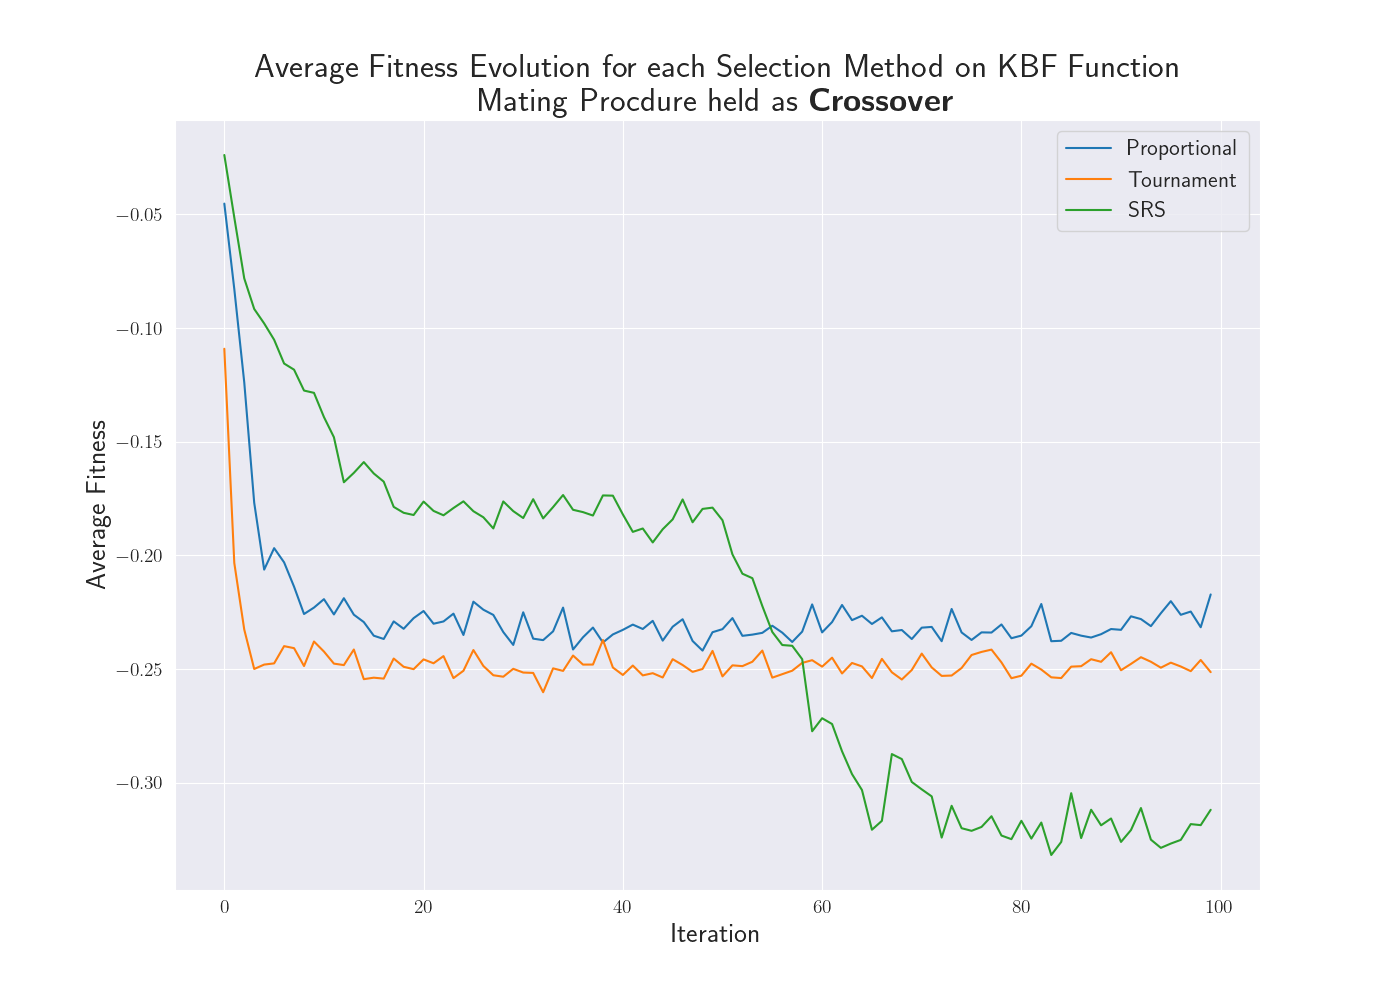 Average Fitness Evolution for each Selection Method on KBF Function
Mating Procdure held as Crossover
Proportional
Tournament
SRS
−0.05
−0.10
−0.15
−0.20
−0.25
−0.30
Average Fitness
0 20 40 60 80 100
Iteration